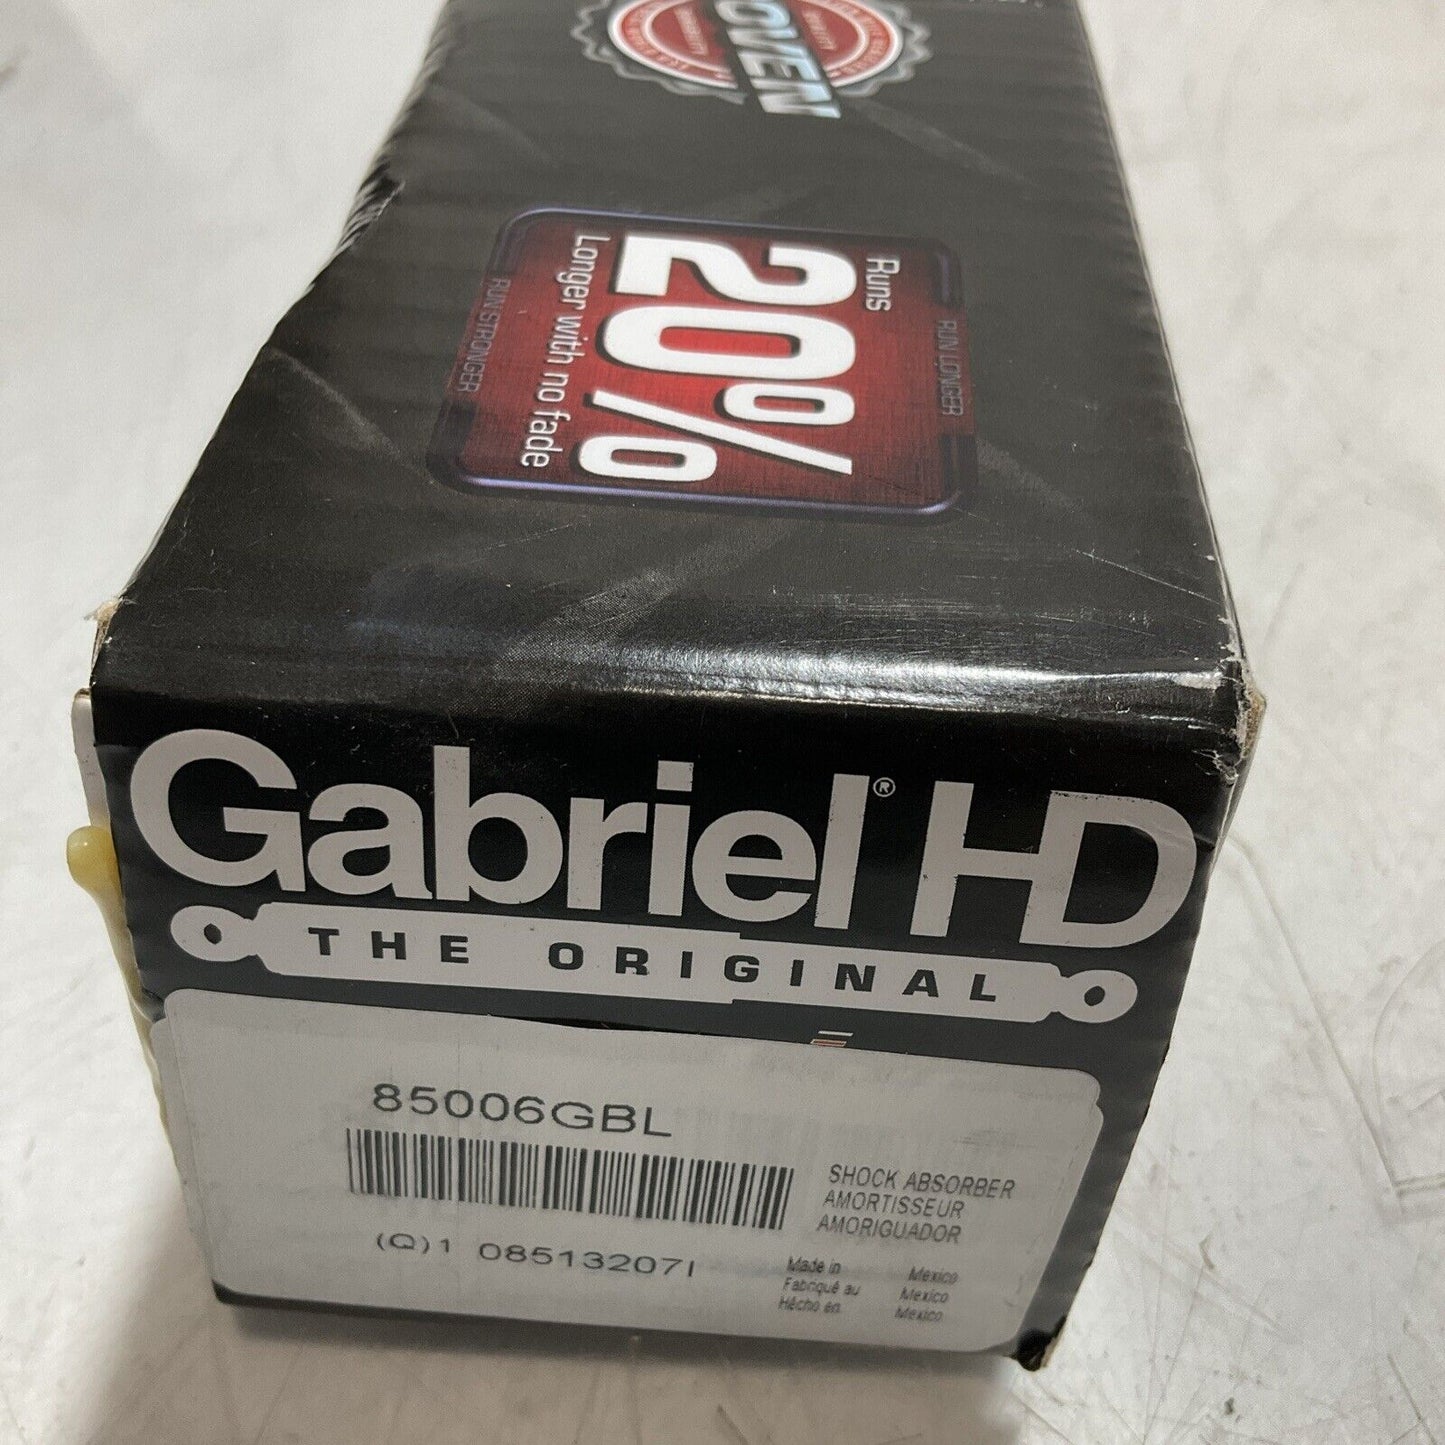 OVEN
RUN LONGER
Runs
20%
Longer with no fade
RUN STRONGER
Gabriel® HD
THE ORIGINAL
85006GBL
SHOCK ABSORBER
AMORTISSEUR
AMORIGUADOR
(Q)1 08513207I
Made in Mexico
Fabriqué au Mexico
Hécho en Mexico